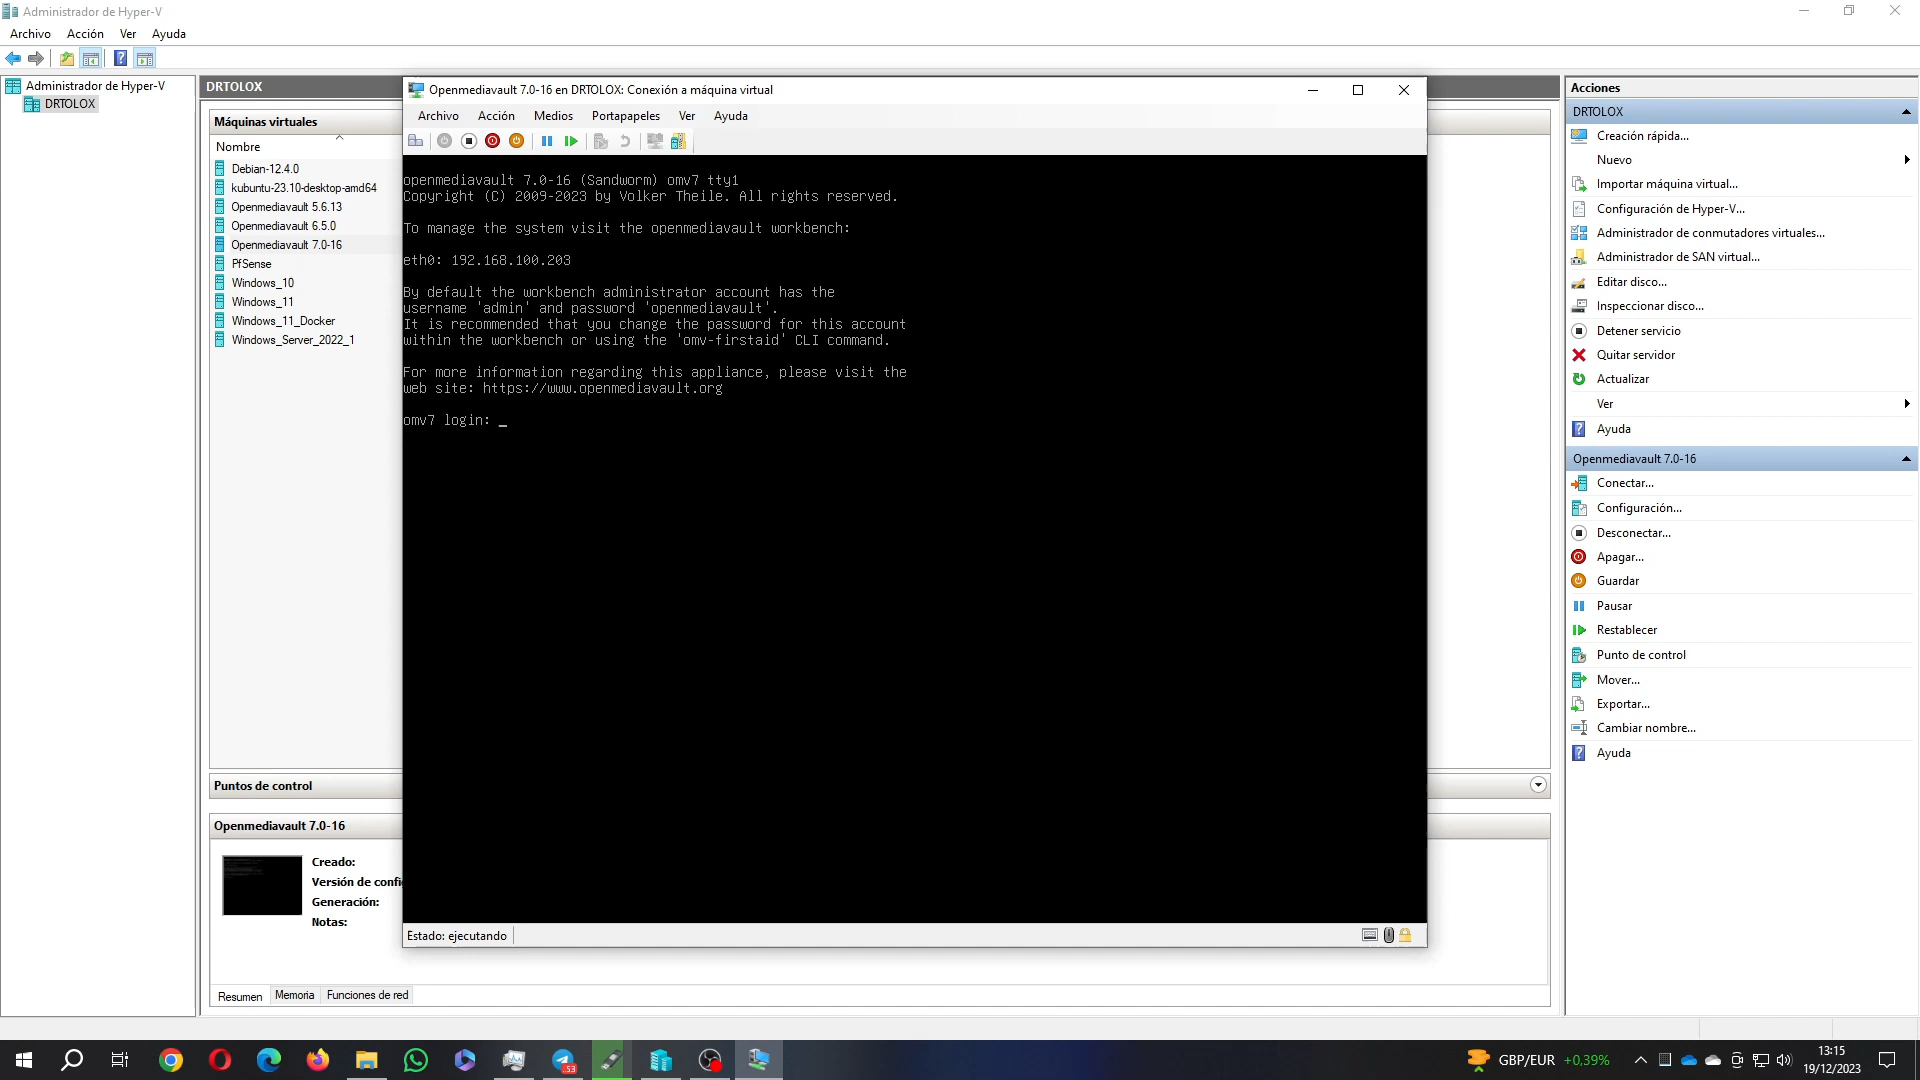 Administrador de Hyper-V
Archivo Acción Ver Ayuda
Administrador de Hyper-V
DRTOLOX
DRTOLOX
Máquinas virtuales
Nombre
Debian-12.4.0
kubuntu-23.10-desktop-amd64
Openmediavault 5.6.13
Openmediavault 6.5.0
Openmediavault 7.0-16
PfSense
Windows_10
Windows_11
Windows_11_Docker
Windows_Server_2022_1
Puntos de control
Openmediavault 7.0-16
Creado:
Versión de confi
Generación:
Notas:
Resumen Memoria Funciones de red
Openmediavault 7.0-16 en DRTOLOX: Conexión a máquina virtual
Archivo Acción Medios Portapapeles Ver Ayuda
openmediavault 7.0-16 (Sandworm) omv7 tty1
Copyright (C) 2009-2023 by Volker Theile. All rights reserved.
To manage the system visit the openmediavault workbench:
eth0: 192.168.100.203
By default the workbench administrator account has the
username 'admin' and password 'openmediavault'.
It is recommended that you change the password for this account
within the workbench or using the 'omv-firstaid' CLI command.
For more information regarding this appliance, please visit the
web site: https://www.openmediavault.org
omv7 login: _
Estado: ejecutando
Acciones
DRTOLOX
Creación rápida...
Nuevo
Importar máquina virtual...
Configuración de Hyper-V...
Administrador de conmutadores virtuales...
Administrador de SAN virtual...
Editar disco...
Inspeccionar disco...
Detener servicio
Quitar servidor
Actualizar
Ver
Ayuda
Openmediavault 7.0-16
Conectar...
Configuración...
Desconectar...
Apagar...
Guardar
Pausar
Restablecer
Punto de control
Mover...
Exportar...
Cambiar nombre...
Ayuda
53
GBP/EUR +0,39%
13:15
19/12/2023